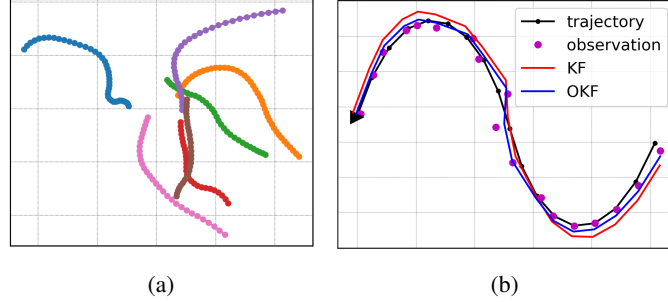 trajectory
observation
KF
OKF
(a)
(b)